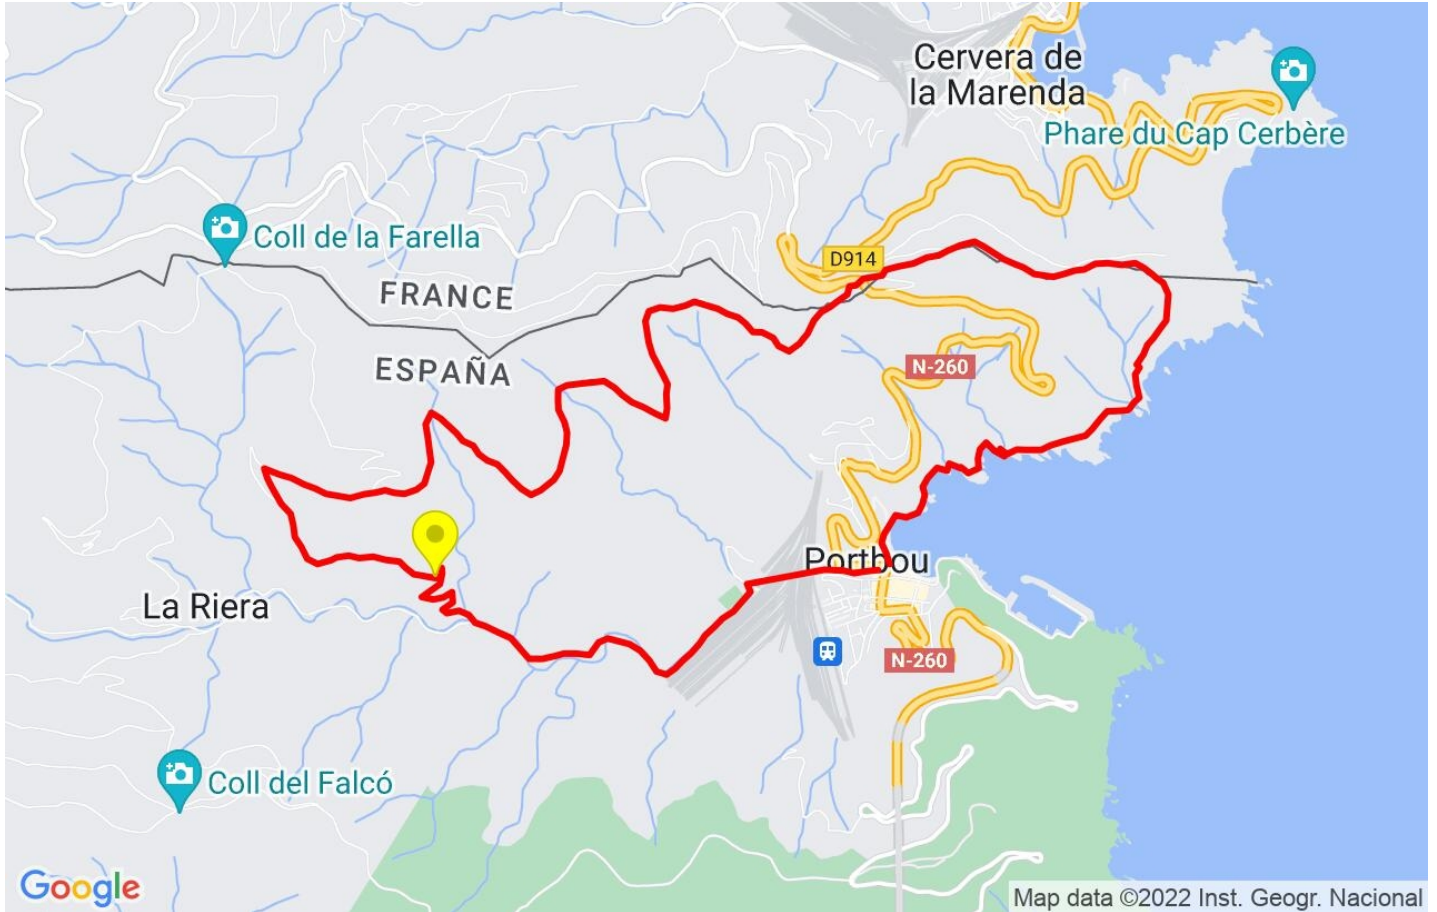 Cervera de
la Marenda
Phare du Cap Cerbère
Coll de la Farella
D914
FRANCE
ESPAÑA
N-260
Portbou
La Riera
N-260
Coll del Falcó
Google
Map data ©2022 Inst. Geogr. Nacional